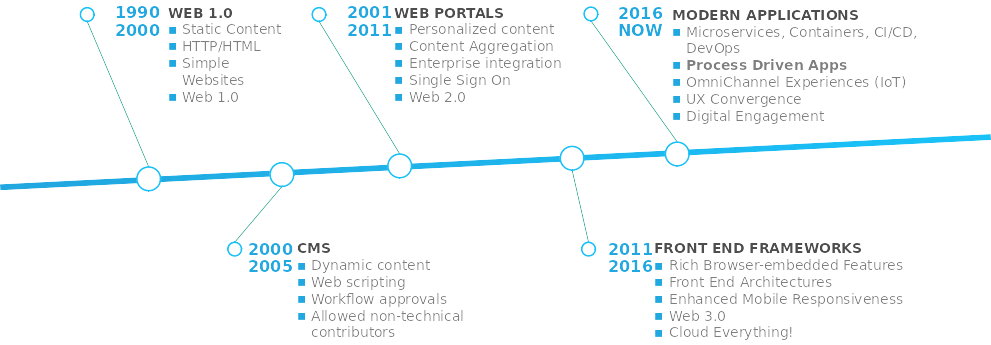 1990
2000
WEB 1.0
Static Content
HTTP/HTML
Simple
Websites
Web 1.0
2001
2011
WEB PORTALS
Personalized content
Content Aggregation
Enterprise integration
Single Sign On
Web 2.0
2016
NOW
MODERN APPLICATIONS
Microservices, Containers, CI/CD,
DevOps
Process Driven Apps
OmniChannel Experiences (IoT)
UX Convergence
Digital Engagement
2000
2005
CMS
Dynamic content
Web scripting
Workflow approvals
Allowed non-technical
contributors
2011
2016
FRONT END FRAMEWORKS
Rich Browser-embedded Features
Front End Architectures
Enhanced Mobile Responsiveness
Web 3.0
Cloud Everything!